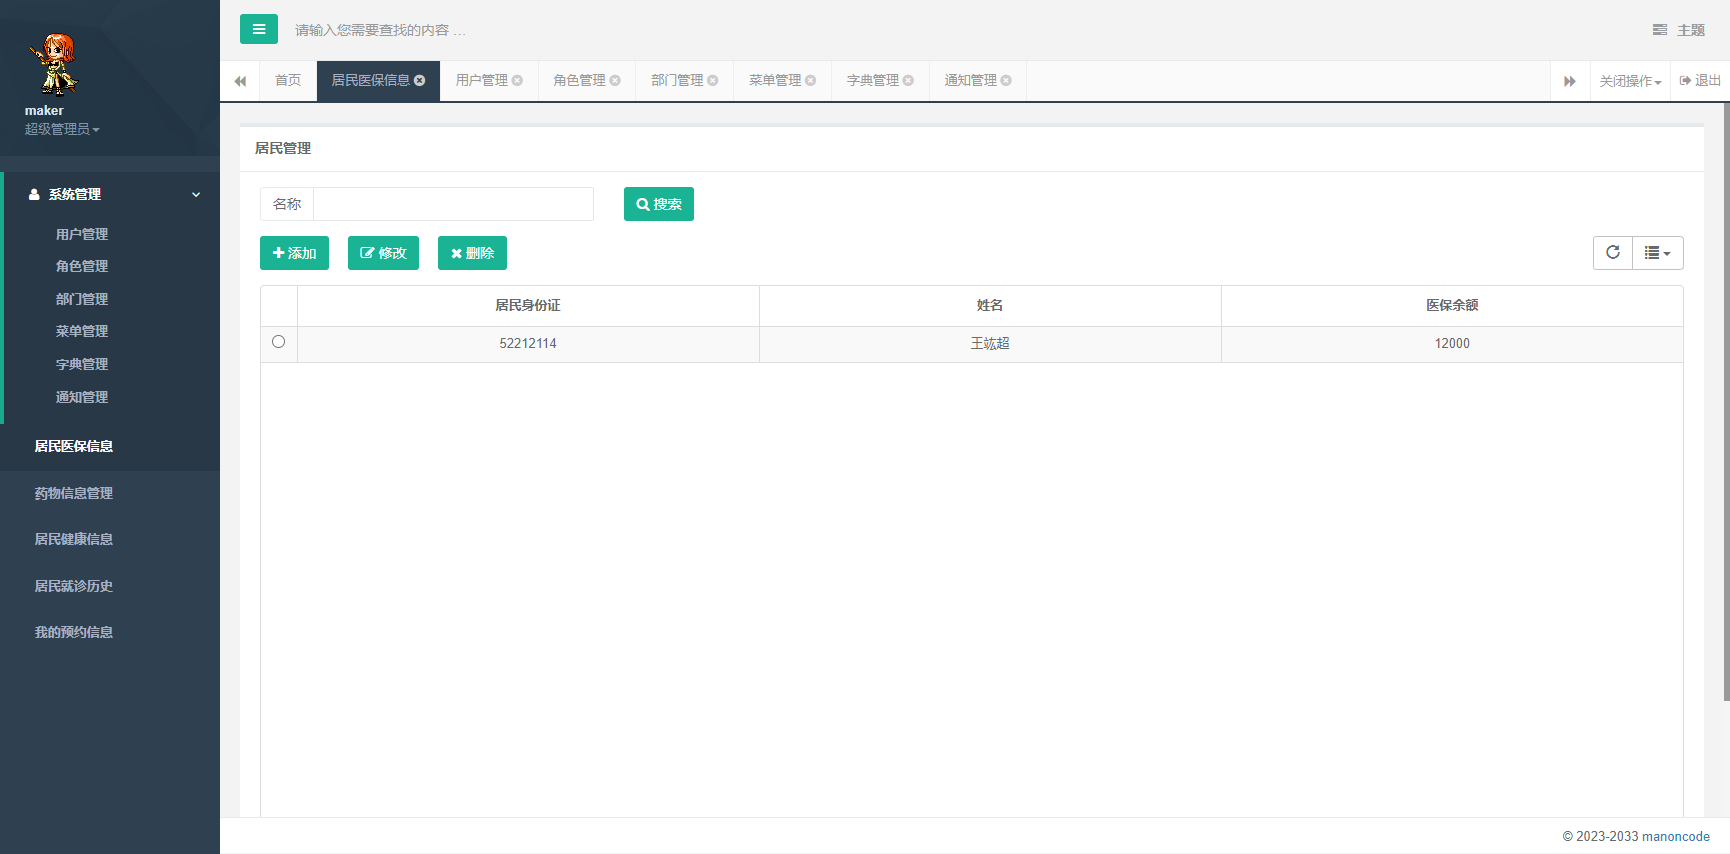 请输入您需要查找的内容 …
主题
maker
超级管理员
首页
居民医保信息
用户管理
角色管理
部门管理
菜单管理
字典管理
通知管理
关闭操作
退出
系统管理
用户管理
角色管理
部门管理
菜单管理
字典管理
通知管理
居民医保信息
药物信息管理
居民健康信息
居民就诊历史
我的预约信息
居民管理
名称
搜索
添加 修改 删除
居民身份证 姓名 医保余额
52212114 王竑超 12000
© 2023-2033 manoncode